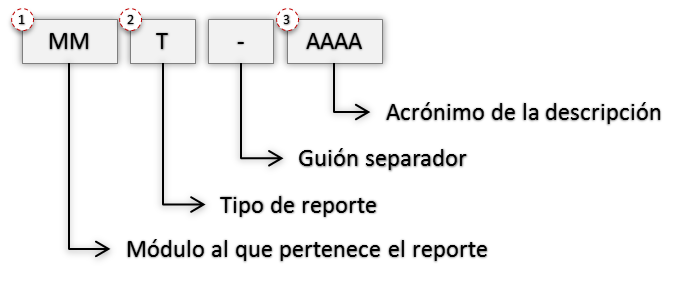 1 2 3
MM T - AAAA
Acrónimo de la descripción
Guión separador
Tipo de reporte
Módulo al que pertenece el reporte